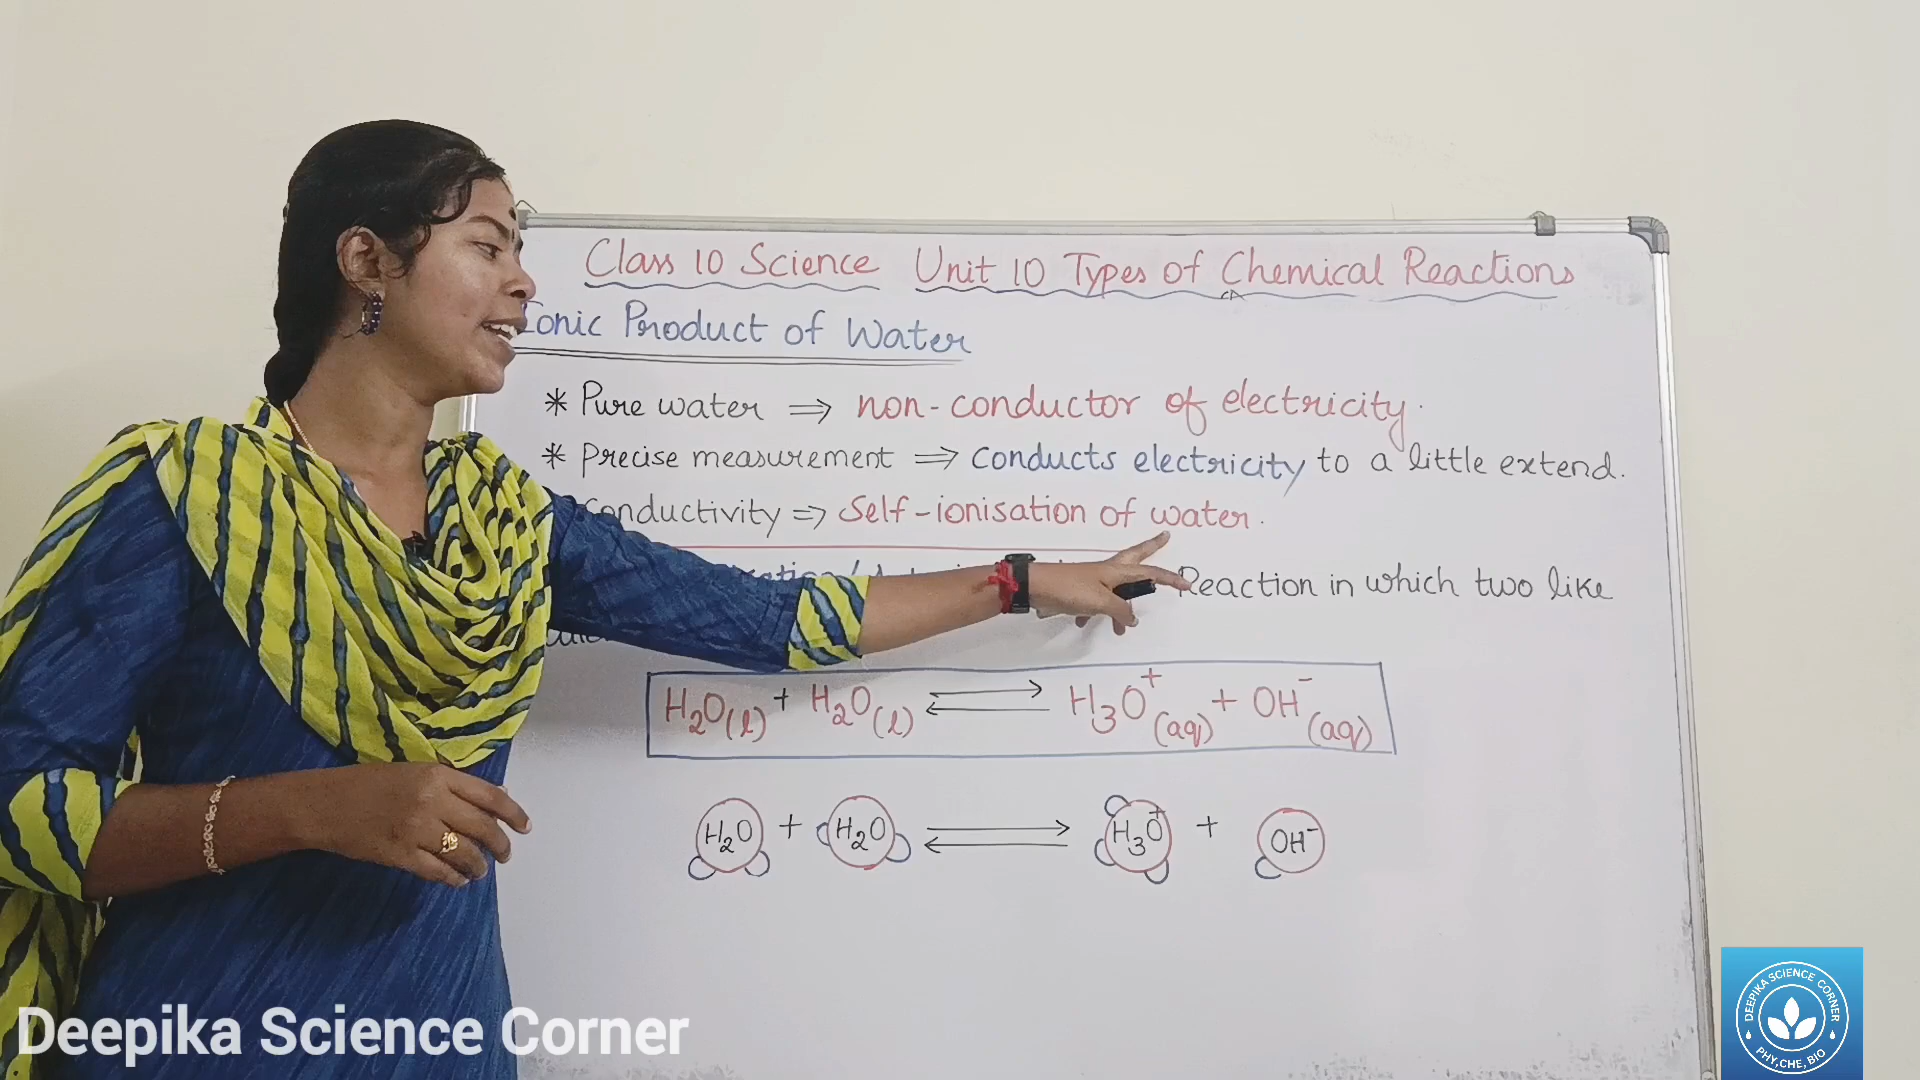 Class 10 Science Unit 10 Types of Chemical Reactions
Ionic Product of Water
* Pure water ⇒ non-conductor of electricity.
* Precise measurement ⇒ conducts electricity to a little extend.
Conductivity ⇒ Self-ionisation of water.
Reaction in which two like
H₂O(l) + H₂O(l) ⇌ H₃O⁺(aq) + OH⁻(aq)
H₂O + H₂O ⇌ H₃O⁺ + OH⁻
Deepika Science Corner
DEEPIKA SCIENCE CORNER
PHY,CHE,BIO